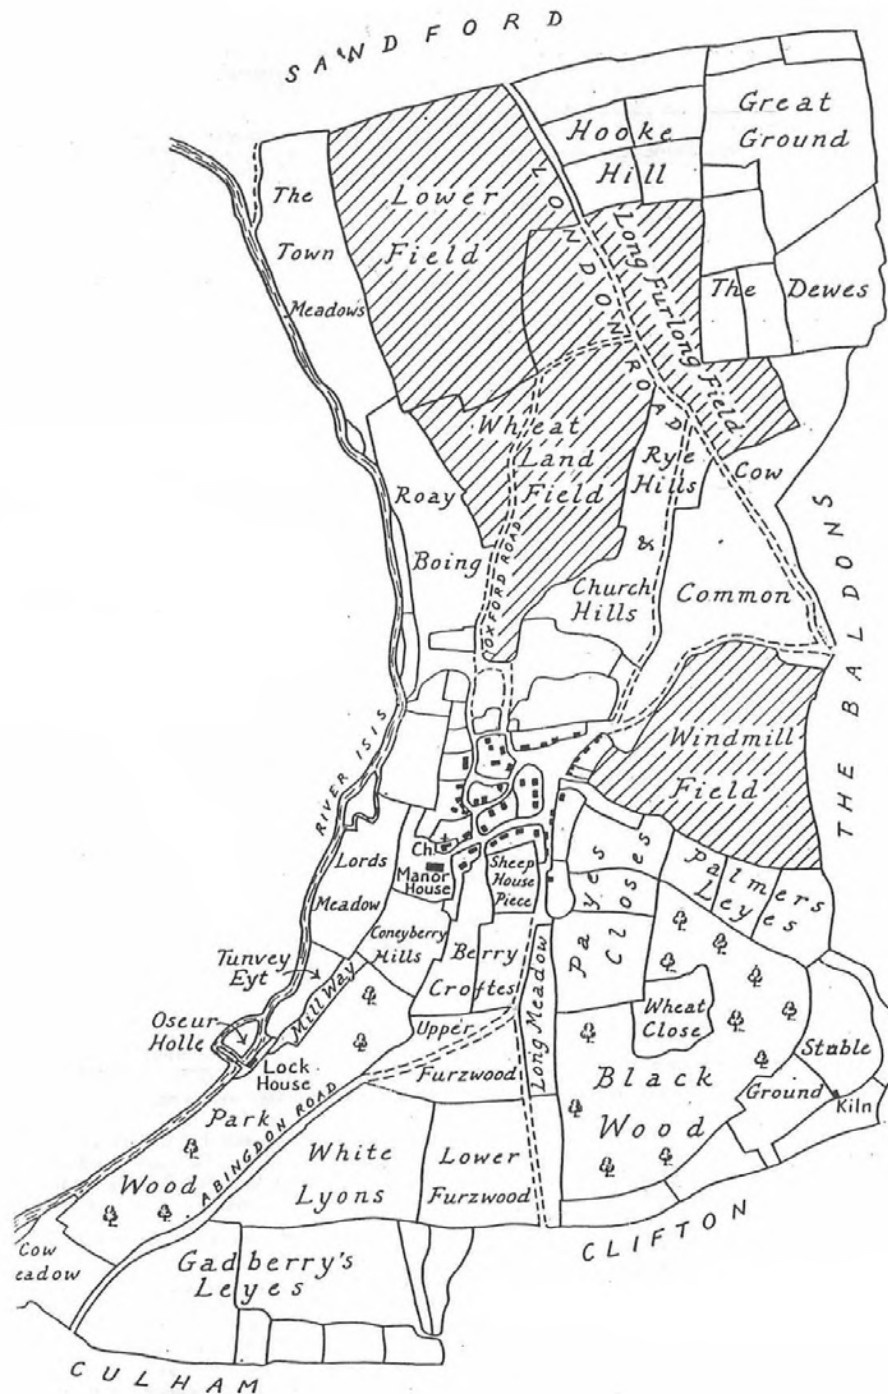 SANDFORD
Great
Ground
Hooke
Hill
The
Town
Meadows
Lower
Field
LONDON ROAD
Long Furlong Field
The Dewes
Wheat
Land
Field
Rye
Hills
&
Church
Hills
Cow
Common
Roay
Boing
OXFORD ROAD
THE BALDONS
RIVER ISIS
Windmill
Field
Ch.
Manor
House
Sheep
House
Piece
Lords
Meadow
Payes
Closes
Pay
Clo
Palmers
Leyes
Tunvey
Eyt
Mill Way
Coneyberry
Hills
Berry
Croftes
Long Meadow
Wheat
Close
Oseur
Holle
Lock
House
Upper
Furzwood
Black
Wood
Stable
Ground
Kiln
Park
Wood
ABINGDON ROAD
White
Lyons
Lower
Furzwood
CLIFTON
Cow
eadow
Gadberry's
Leyes
CULHAM